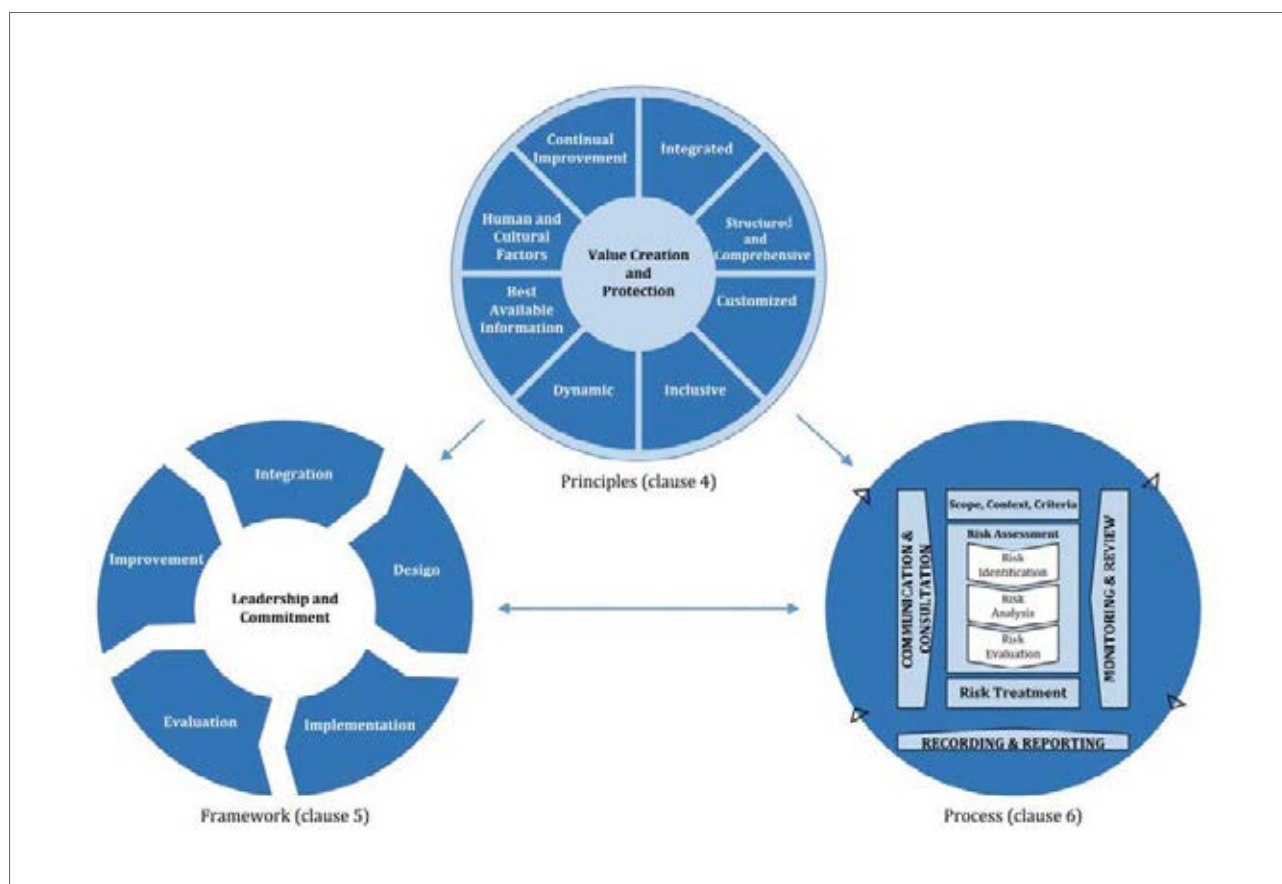 Continual
Improvement
Integrated
Human and
Cultural
Factors
Structured
and
Comprehensive
Value Creation
and
Protection
Best
Available
Information
Customized
Dynamic
Inclusive
Principles (clause 4)
Integration
Improvement
Design
Leadership and
Commitment
Evaluation
Implementation
Framework (clause 5)
Scope, Context, Criteria
Risk Assessment
Risk
Identification
Risk
Analysis
Risk
Evaluation
Risk Treatment
COMMUNICATION &
CONSULTATION
MONITORING & REVIEW
RECORDING & REPORTING
Process (clause 6)